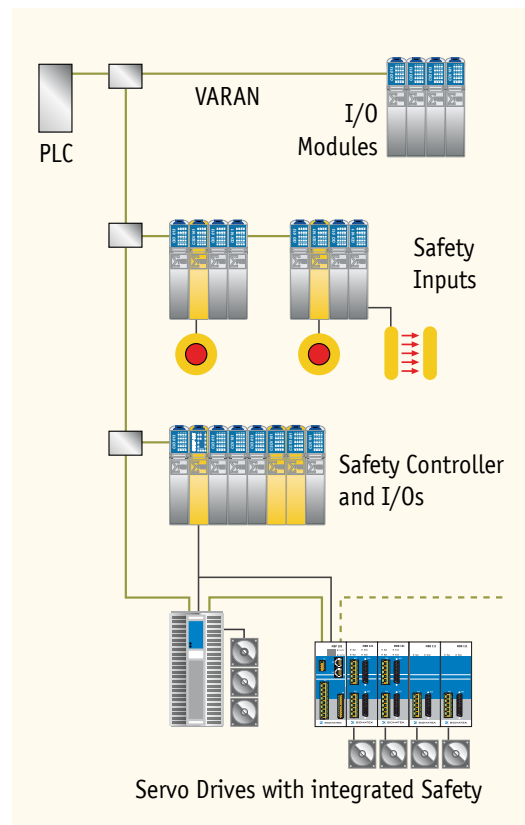 VARAN
I/O
Modules
PLC
Safety
Inputs
Safety Controller
and I/Os
Servo Drives with integrated Safety